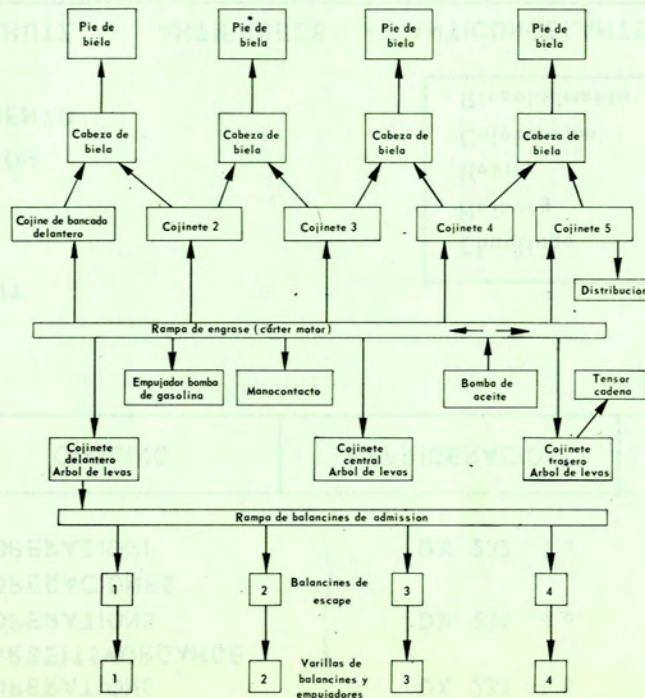 Pie de
biela
Pie de
biela
Pie de
biela
Pie de
biela
Cabeza de
biela
Cabeza de
biela
Cabeza de
biela
Cabeza de
biela
Cojine de bancada
delantero
Cojinete 2
Cojinete 3
Cojinete 4
Cojinete 5
Distribucion
Rampa de engrase (cárter motor)
Empujador bomba
de gasolina
Manocontacto
Bomba de
aceite
Tensor
cadena
Cojinete
delantero
Arbol de levas
Cojinete
central
Arbol de levas
Cojinete
trasero
Arbol de levas
Rampa de balancines de admission
1
2
Balancines de
escape
3
4
1
2
Varillas de
balancines y
empujadores
3
4